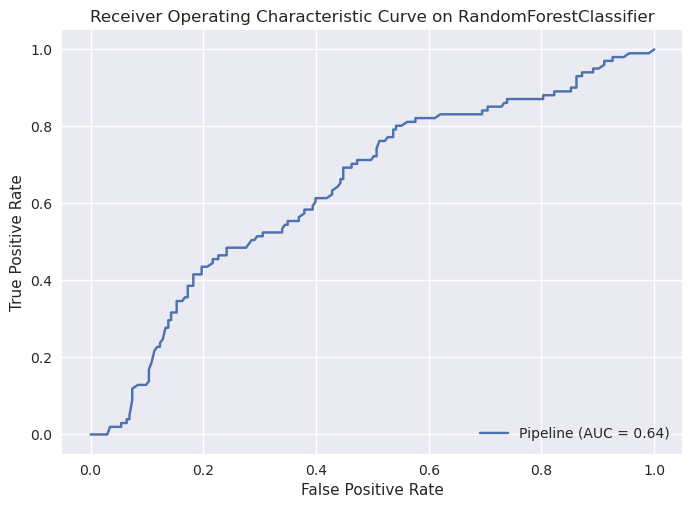 Receiver Operating Characteristic Curve on RandomForestClassifier
1.0
0.8
0.6
0.4
0.2
0.0
True Positive Rate
Pipeline (AUC = 0.64)
0.0 0.2 0.4 0.6 0.8 1.0
False Positive Rate